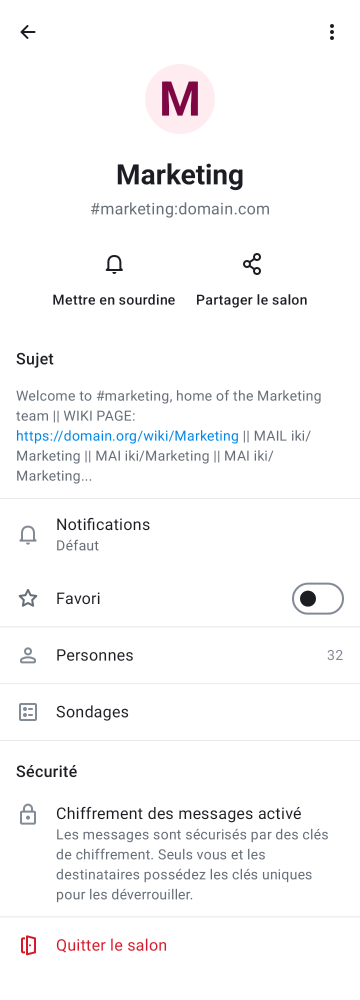 M
Marketing
#marketing:domain.com
Mettre en sourdine
Partager le salon
Sujet
Welcome to #marketing, home of the Marketing
team || WIKI PAGE:
https://domain.org/wiki/Marketing || MAIL iki/
Marketing || MAI iki/Marketing || MAI iki/
Marketing...
Notifications
Défaut
Favori
Personnes 32
Sondages
Sécurité
Chiffrement des messages activé
Les messages sont sécurisés par des clés
de chiffrement. Seuls vous et les
destinataires possédez les clés uniques
pour les déverrouiller.
Quitter le salon